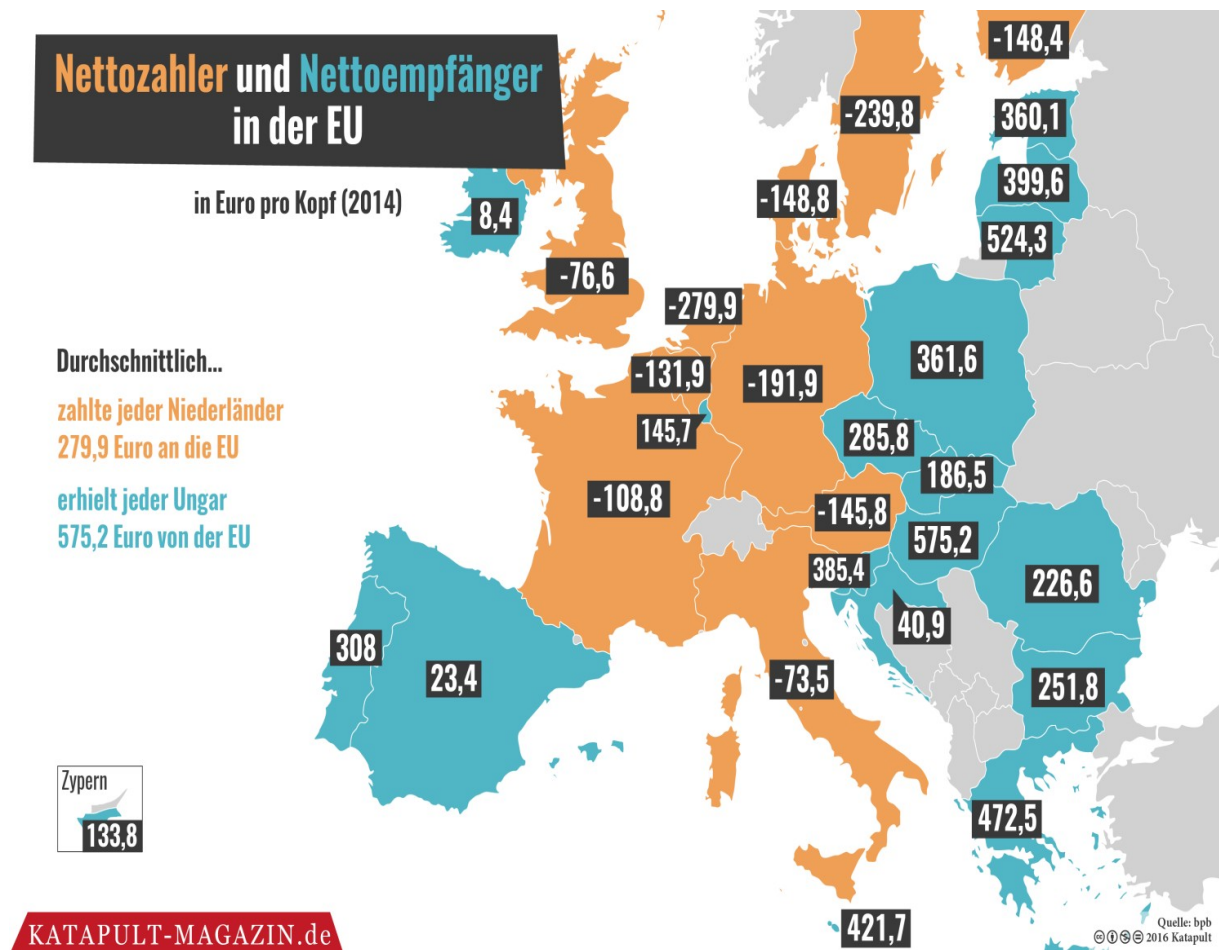 Nettozahler und Nettoempfänger
in der EU
in Euro pro Kopf (2014)
Durchschnittlich...
zahlte jeder Niederländer
279,9 Euro an die EU
erhielt jeder Ungar
575,2 Euro von der EU
-148,4
-239,8
360,1
399,6
524,3
-148,8
8,4
-76,6
-279,9
-131,9
-191,9
361,6
145,7
285,8
186,5
-108,8
-145,8
575,2
385,4
226,6
40,9
308
23,4
-73,5
251,8
472,5
421,7
Zypern
133,8
KATAPULT-MAGAZIN.de
Quelle: bpb
2016 Katapult